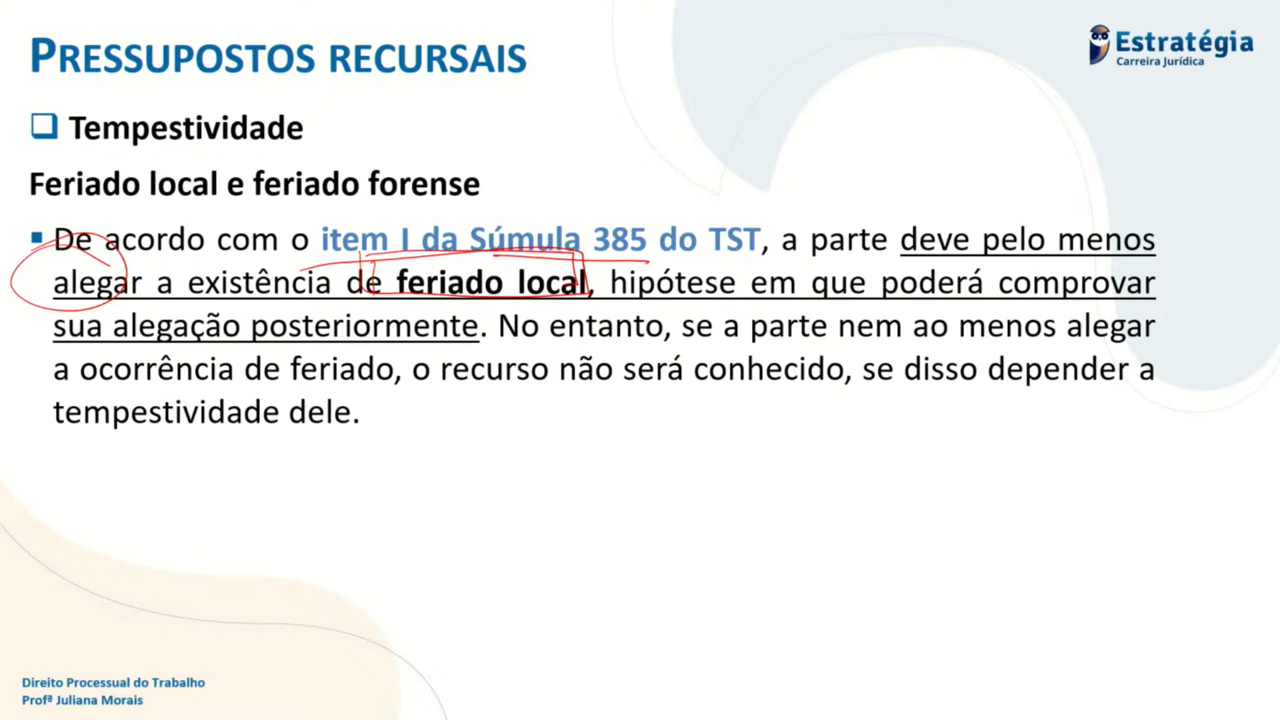 PRESSUPOSTOS RECURSAIS
Estratégia
Carreira Jurídica
Tempestividade
Feriado local e feriado forense
De acordo com o item I da Súmula 385 do TST, a parte deve pelo menos
alegar a existência de feriado local, hipótese em que poderá comprovar
sua alegação posteriormente. No entanto, se a parte nem ao menos alegar
a ocorrência de feriado, o recurso não será conhecido, se disso depender a
tempestividade dele.
Direito Processual do Trabalho
Profª Juliana Morais